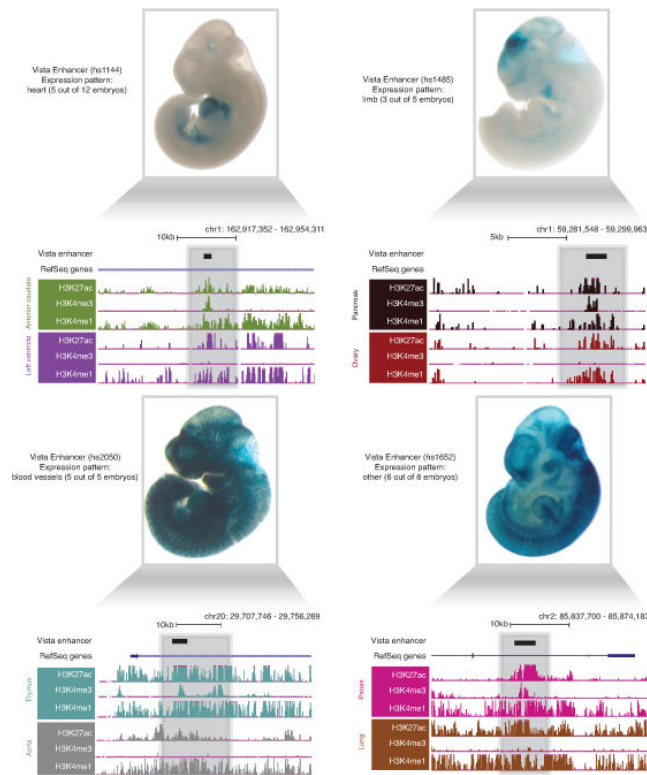 Vista Enhancer (hs1144)
Expression pattern:
heart (5 out of 12 embryos)
Vista Enhancer (hs1485)
Expression pattern:
limb (3 out of 5 embryos)
chr1: 162,917,352 - 162,954,311
10kb
Vista enhancer
RefSeq genes
Anterior caudate
H3K27ac
H3K4me3
H3K4me1
Left ventricle
H3K27ac
H3K4me3
H3K4me1
chr1: 59,281,548 - 59,299,963
5kb
Vista enhancer
RefSeq genes
Pancreas
H3K27ac
H3K4me3
H3K4me1
Ovary
H3K27ac
H3K4me3
H3K4me1
Vista Enhancer (hs2050)
Expression pattern:
blood vessels (5 out of 5 embryos)
Vista Enhancer (hs1652)
Expression pattern:
other (6 out of 8 embryos)
chr20: 29,707,746 - 29,756,269
10kb
Vista enhancer
RefSeq genes
Thymus
H3K27ac
H3K4me3
H3K4me1
Aorta
H3K27ac
H3K4me3
H3K4me1
chr2: 85,837,700 - 85,874,183
10kb
Vista enhancer
RefSeq genes
Psoas
H3K27ac
H3K4me3
H3K4me1
Lung
H3K27ac
H3K4me3
H3K4me1